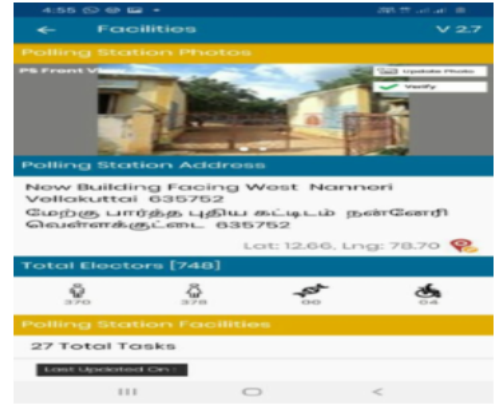 4:55
Facilities V 2.7
Polling Station Photos
PS Front View
Update Photo
Verify
Polling Station Address
New Building Facing West Nanneri
Vellakuttai 635752
மேற்கு பார்த்த புதிய கட்டிடம் நன்னேரி
வெள்ளக்குட்டை 635752
Lat: 12.66, Lng: 78.70
Total Electors [748]
370 378 00 04
Polling Station Facilities
27 Total Tasks
Last Updated On :